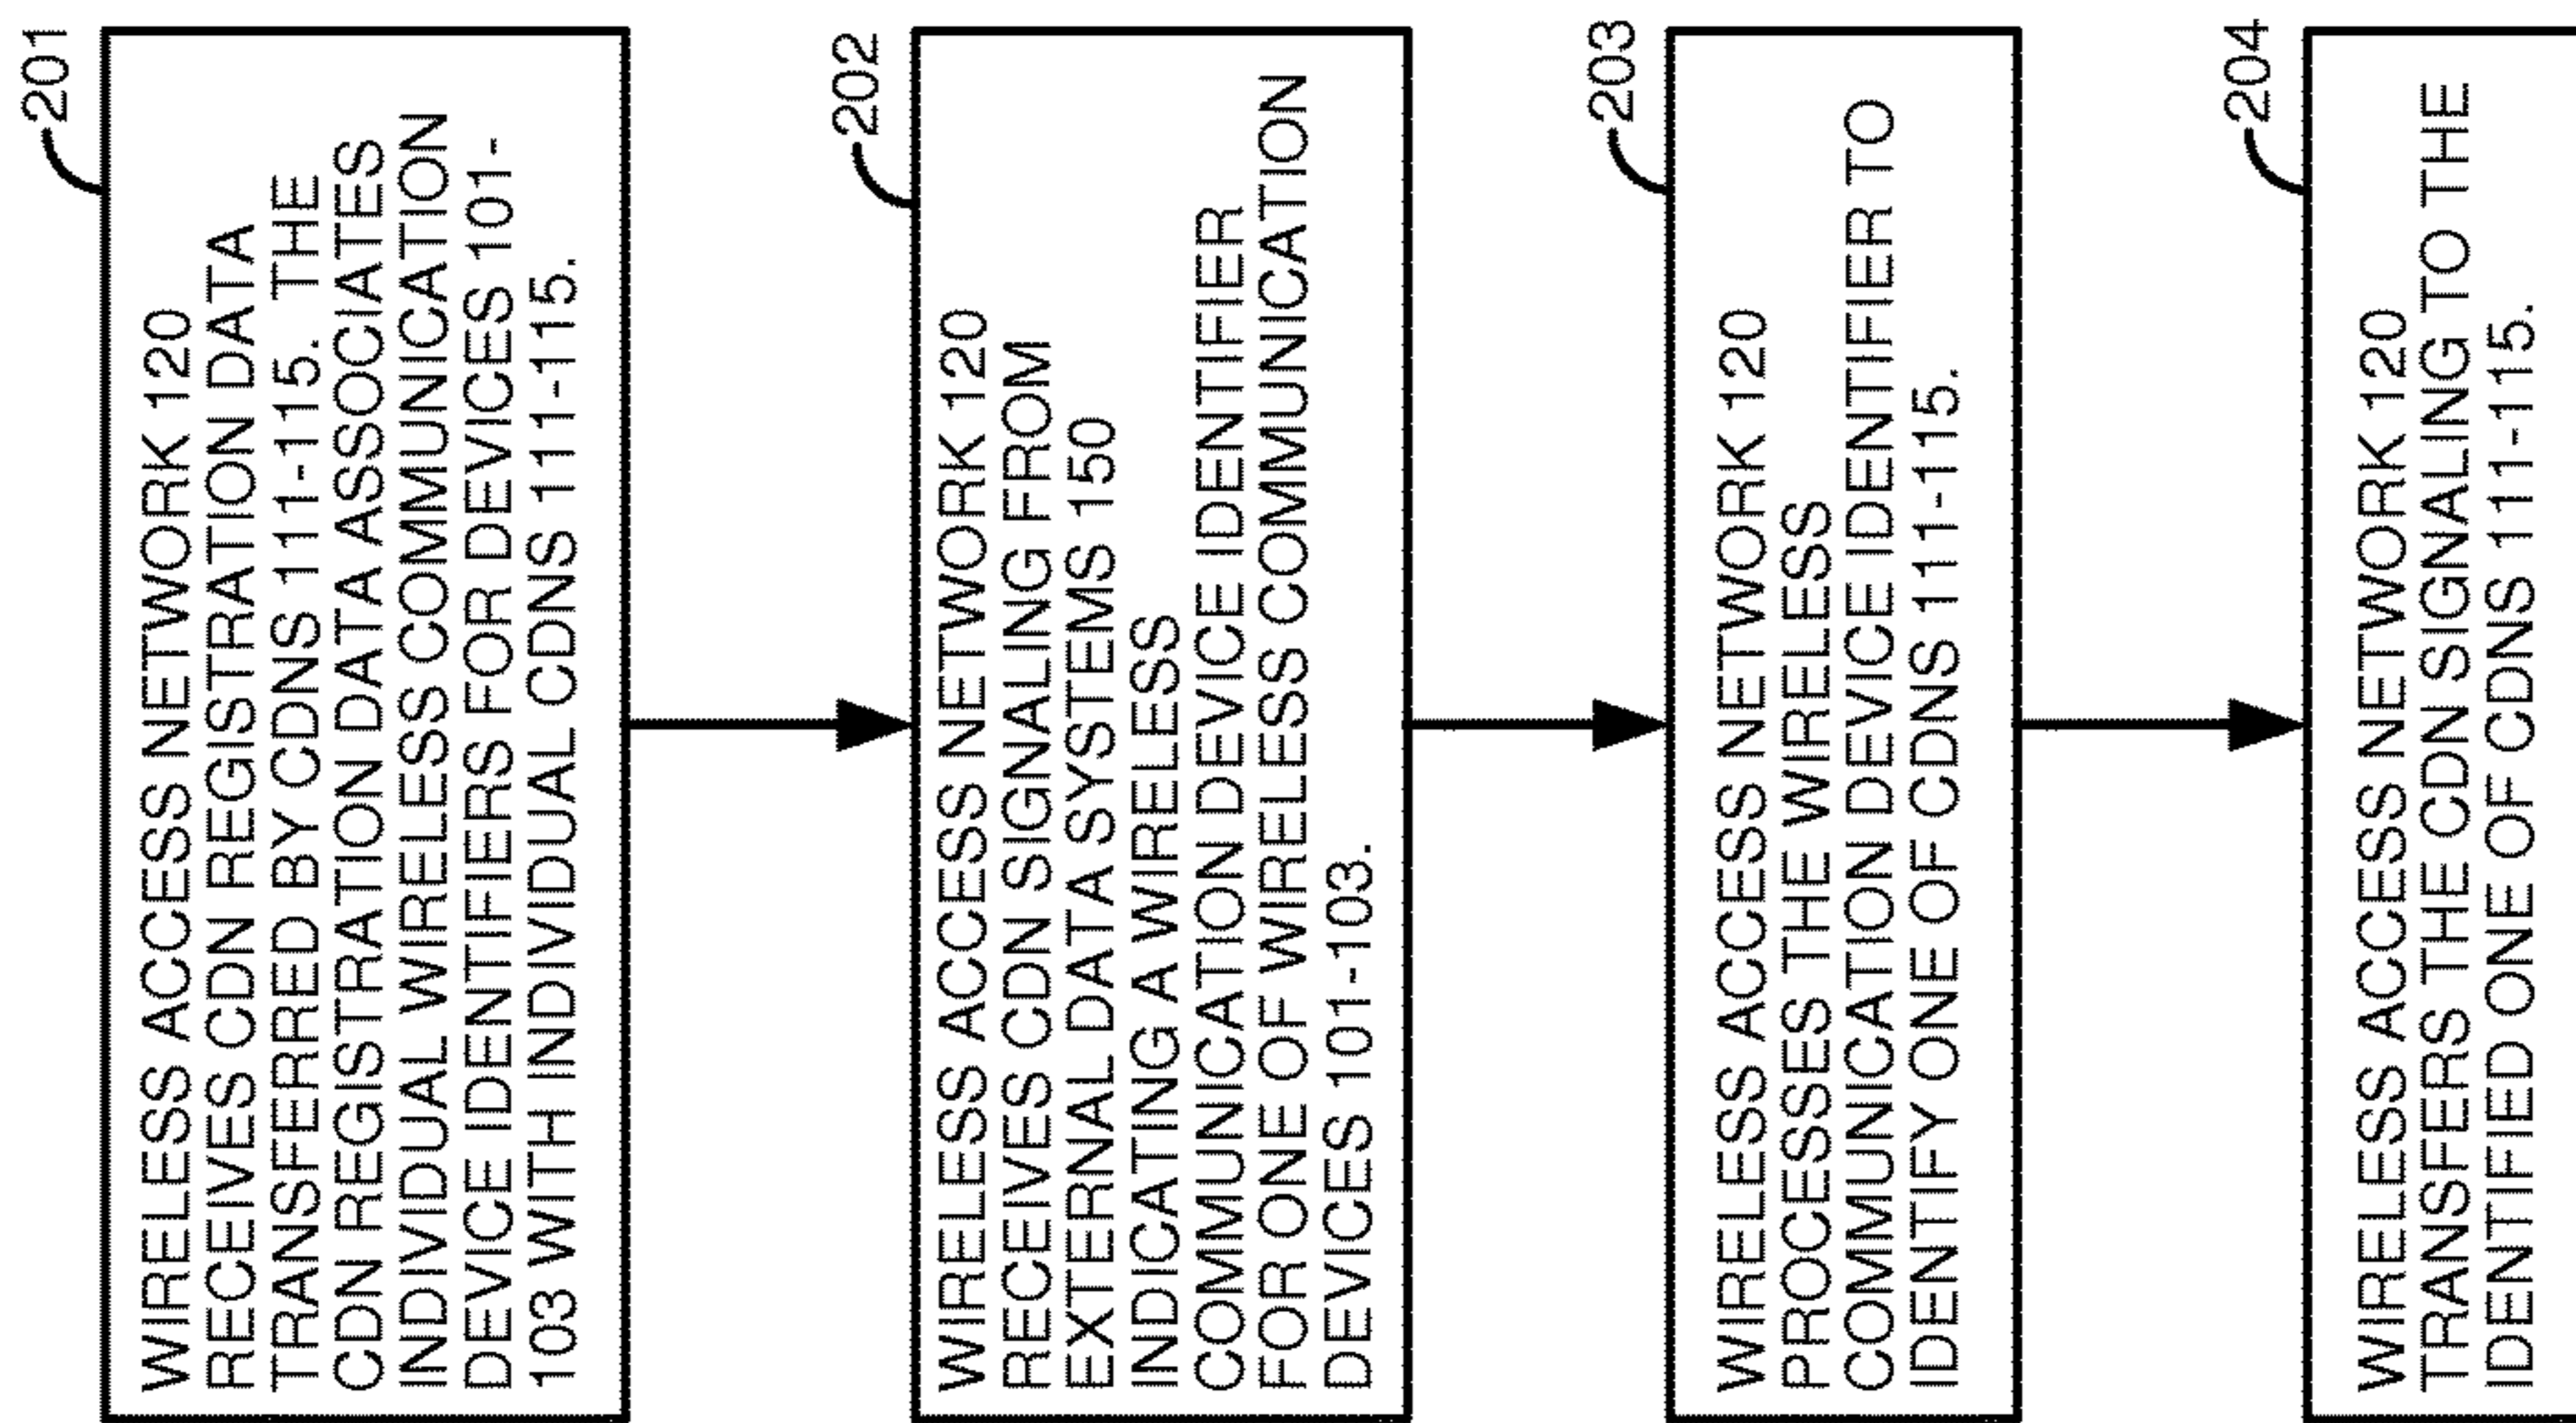 201
WIRELESS ACCESS NETWORK 120
RECEIVES CDN REGISTRATION DATA
TRANSFERRED BY CDNS 111-115. THE
CDN REGISTRATION DATA ASSOCIATES
INDIVIDUAL WIRELESS COMMUNICATION
DEVICE IDENTIFIERS FOR DEVICES 101-
103 WITH INDIVIDUAL CDNS 111-115.
202
WIRELESS ACCESS NETWORK 120
RECEIVES CDN SIGNALING FROM
EXTERNAL DATA SYSTEMS 150
INDICATING A WIRELESS
COMMUNICATION DEVICE IDENTIFIER
FOR ONE OF WIRELESS COMMUNICATION
DEVICES 101-103.
203
WIRELESS ACCESS NETWORK 120
PROCESSES THE WIRELESS
COMMUNICATION DEVICE IDENTIFIER TO
IDENTIFY ONE OF CDNS 111-115.
204
WIRELESS ACCESS NETWORK 120
TRANSFERS THE CDN SIGNALING TO THE
IDENTIFIED ONE OF CDNS 111-115.